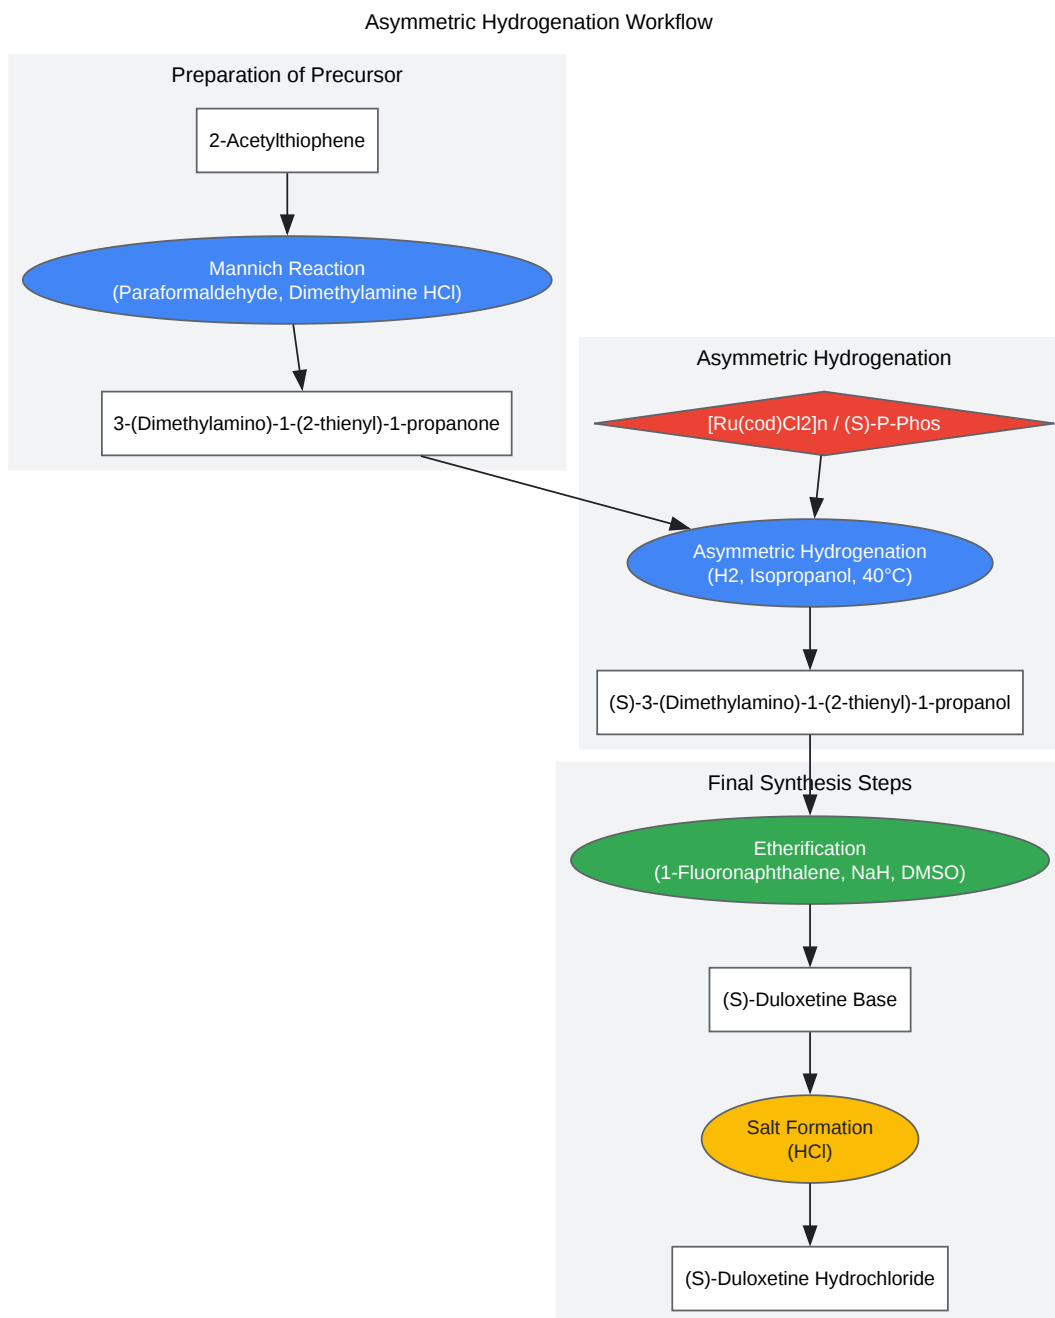 Asymmetric Hydrogenation Workflow
Preparation of Precursor
2-Acetylthiophene
Mannich Reaction
(Paraformaldehyde, Dimethylamine HCl)
3-(Dimethylamino)-1-(2-thienyl)-1-propanone
Asymmetric Hydrogenation
[Ru(cod)Cl2]n / (S)-P-Phos
Asymmetric Hydrogenation
(H2, Isopropanol, 40°C)
(S)-3-(Dimethylamino)-1-(2-thienyl)-1-propanol
Final Synthesis Steps
Etherification
(1-Fluoronaphthalene, NaH, DMSO)
(S)-Duloxetine Base
Salt Formation
(HCl)
(S)-Duloxetine Hydrochloride